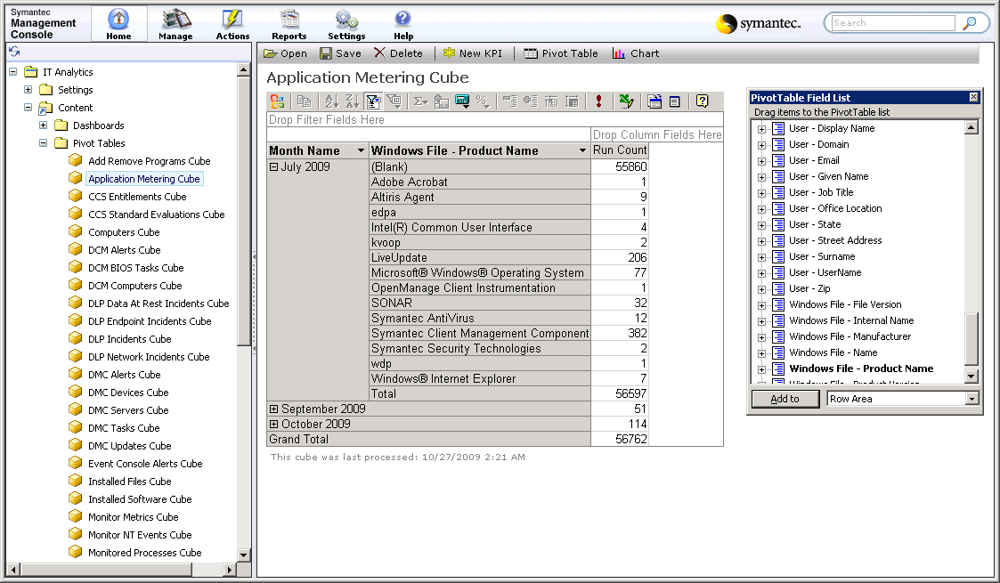 Symantec
Management
Console
Home
Manage
Actions
Reports
Settings
Help
symantec.
Search
IT Analytics
Settings
Content
Dashboards
Pivot Tables
Add Remove Programs Cube
Application Metering Cube
CCS Entitlements Cube
CCS Standard Evaluations Cube
Computers Cube
DCM Alerts Cube
DCM BIOS Tasks Cube
DCM Computers Cube
DLP Data At Rest Incidents Cube
DLP Endpoint Incidents Cube
DLP Incidents Cube
DLP Network Incidents Cube
DMC Alerts Cube
DMC Devices Cube
DMC Servers Cube
DMC Tasks Cube
DMC Updates Cube
Event Console Alerts Cube
Installed Files Cube
Installed Software Cube
Monitor Metrics Cube
Monitor NT Events Cube
Monitored Processes Cube
Open Save Delete New KPI Pivot Table Chart
Application Metering Cube
Drop Filter Fields Here
Drop Column Fields Here
Month Name Windows File - Product Name Run Count
July 2009 (Blank) 55860
Adobe Acrobat 1
Altiris Agent 9
edpa 1
Intel(R) Common User Interface 4
kvoop 2
LiveUpdate 206
Microsoft® Windows® Operating System 77
OpenManage Client Instrumentation 1
SONAR 32
Symantec AntiVirus 12
Symantec Client Management Component 382
Symantec Security Technologies 2
wdp 1
Windows® Internet Explorer 7
Total 56597
September 2009 51
October 2009 114
Grand Total 56762
This cube was last processed: 10/27/2009 2:21 AM
PivotTable Field List
Drag items to the PivotTable list
User - Display Name
User - Domain
User - Email
User - Given Name
User - Job Title
User - Office Location
User - State
User - Street Address
User - Surname
User - UserName
User - Zip
Windows File - File Version
Windows File - Internal Name
Windows File - Manufacturer
Windows File - Name
Windows File - Product Name
Windows File - Product Version
Add to Row Area